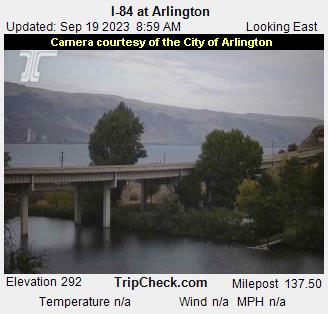 I-84 at Arlington
Updated: Sep 19 2023 8:59 AM Looking East
Camera courtesy of the City of Arlington
Elevation 292 TripCheck.com Milepost 137.50
Temperature n/a Wind n/a MPH n/a